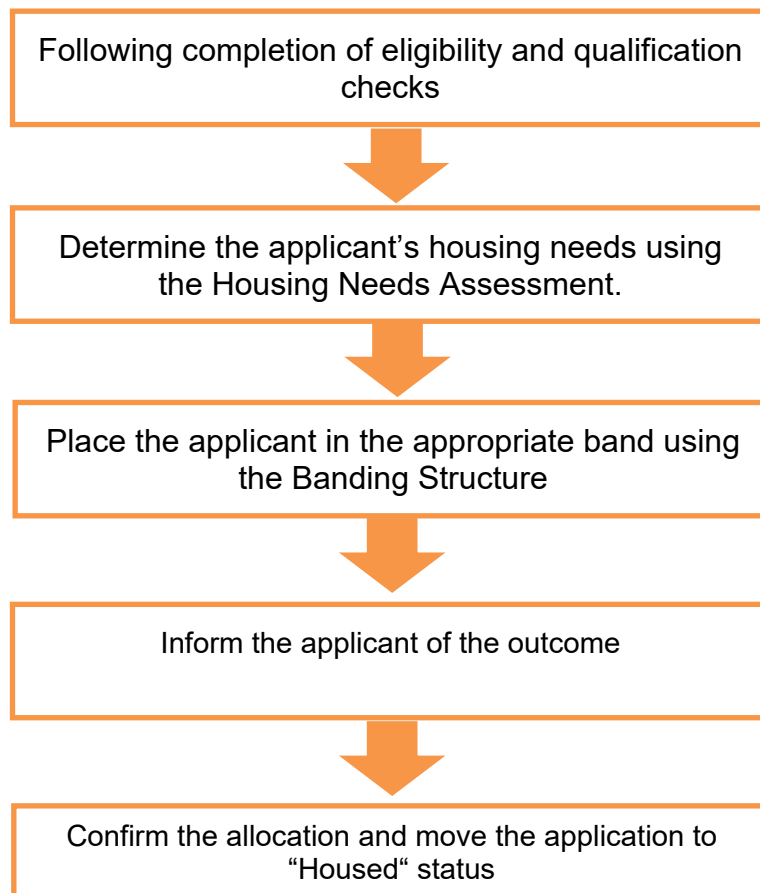 Following completion of eligibility and qualification
checks
Determine the applicant’s housing needs using
the Housing Needs Assessment.
Place the applicant in the appropriate band using
the Banding Structure
Inform the applicant of the outcome
Confirm the allocation and move the application to
“Housed“ status